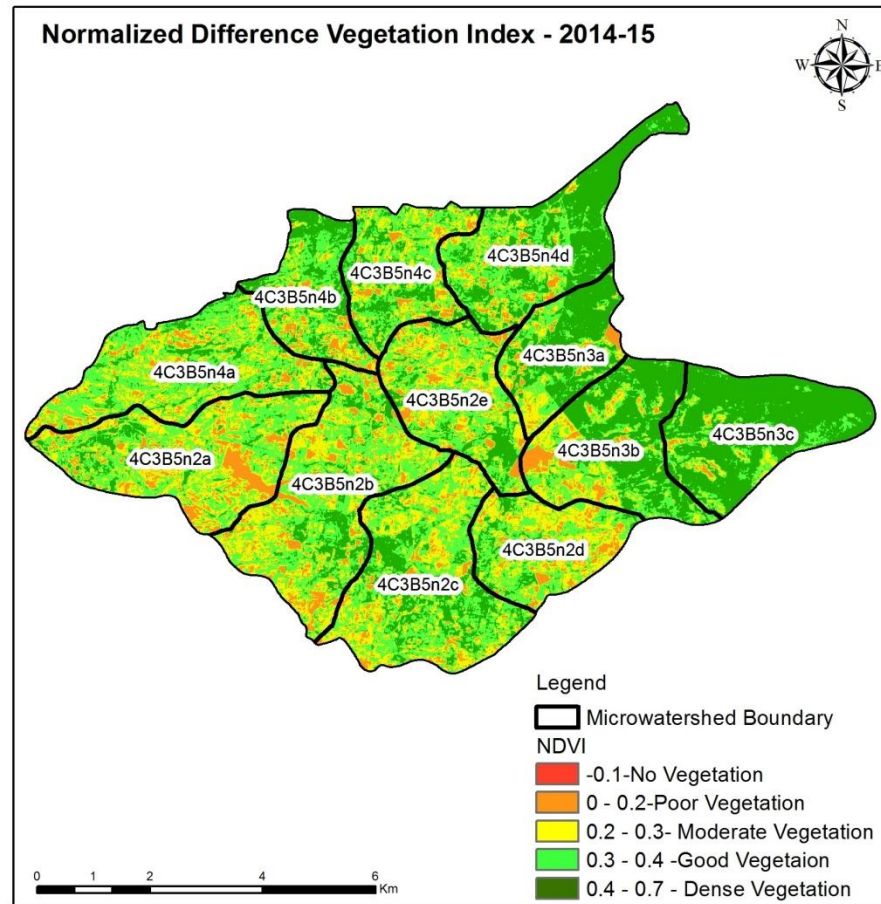 Normalized Difference Vegetation Index - 2014-15
N
W
E
S
4C3B5n4d
4C3B5n4c
4C3B5n4b
4C3B5n3a
4C3B5n4a
4C3B5n2e
4C3B5n3c
4C3B5n3b
4C3B5n2a
4C3B5n2b
4C3B5n2d
4C3B5n2c
Legend
Microwatershed Boundary
NDVI
-0.1-No Vegetation
0 - 0.2-Poor Vegetation
0.2 - 0.3- Moderate Vegetation
0.3 - 0.4 -Good Vegetaion
0.4 - 0.7 - Dense Vegetation
0 1 2 4 6
Km